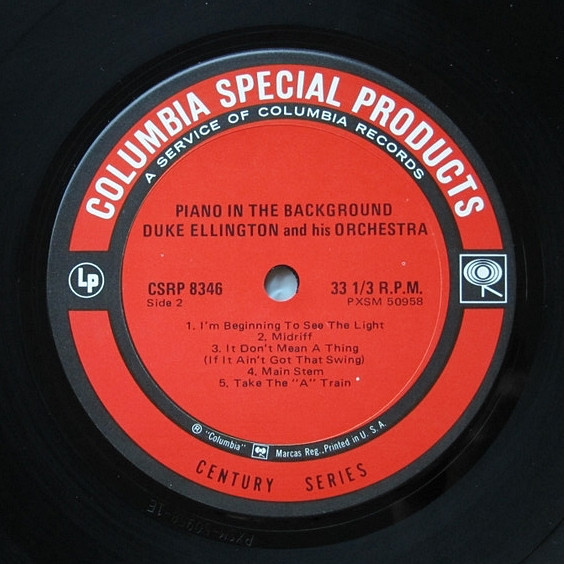 COLUMBIA SPECIAL PRODUCTS
A SERVICE OF COLUMBIA RECORDS
PIANO IN THE BACKGROUND
DUKE ELLINGTON and his ORCHESTRA
Lp
CSRP 8346
33 1/3 R.P.M.
Side 2
PXSM 50958
1. I'm Beginning To See The Light
2. Midriff
3. It Don't Mean A Thing
(If It Ain't Got That Swing)
4. Main Stem
5. Take The "A" Train
® "Columbia" Marcas Reg., Printed in U. S. A.
CENTURY SERIES